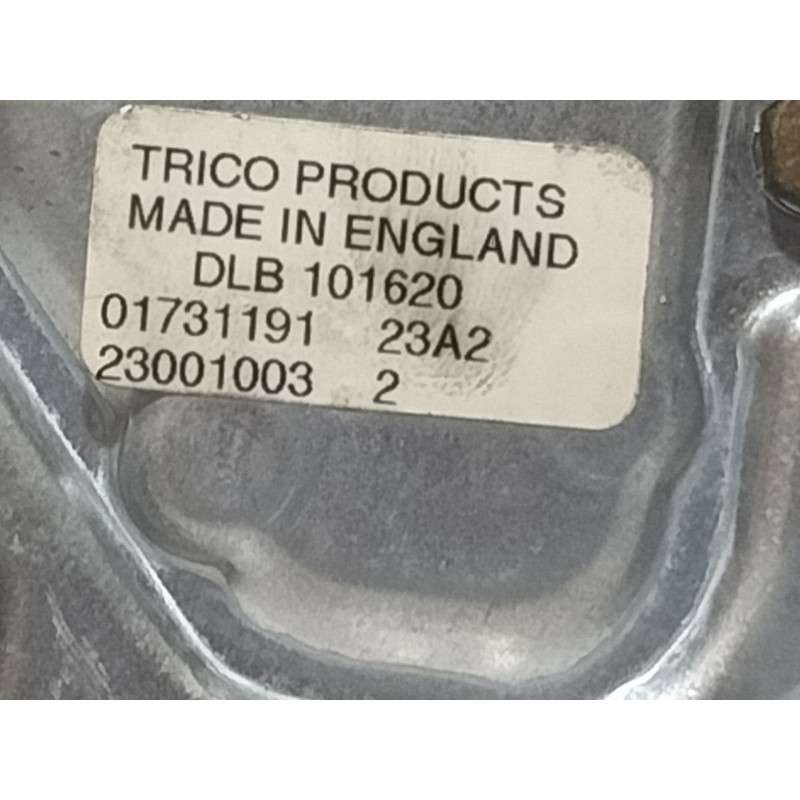 TRICO PRODUCTS
MADE IN ENGLAND
DLB 101620
01731191 23A2
23001003 2